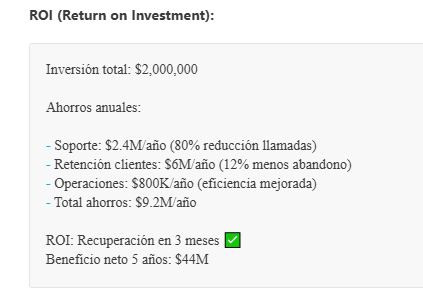 ROI (Return on Investment):
Inversión total: $2,000,000
Ahorros anuales:
- Soporte: $2.4M/año (80% reducción llamadas)
- Retención clientes: $6M/año (12% menos abandono)
- Operaciones: $800K/año (eficiencia mejorada)
- Total ahorros: $9.2M/año
ROI: Recuperación en 3 meses ✅
Beneficio neto 5 años: $44M